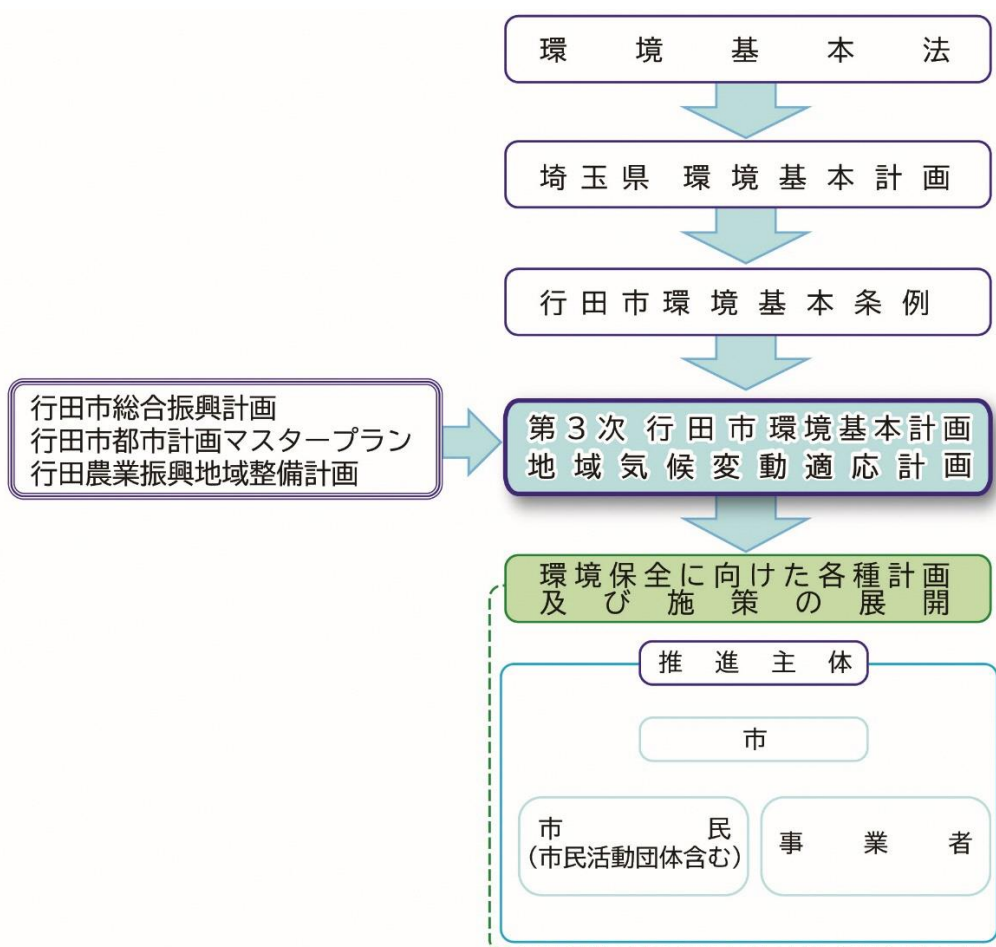 環境基本法
埼玉県 環境基本計画
行田市環境基本条例
行田市総合振興計画
行田市都市計画マスタープラン
行田農業振興地域整備計画
第3次 行田市環境基本計画
地域気候変動適応計画
環境保全に向けた各種計画
及び施策の展開
推進主体
市
市民
(市民活動団体含む)
事業者